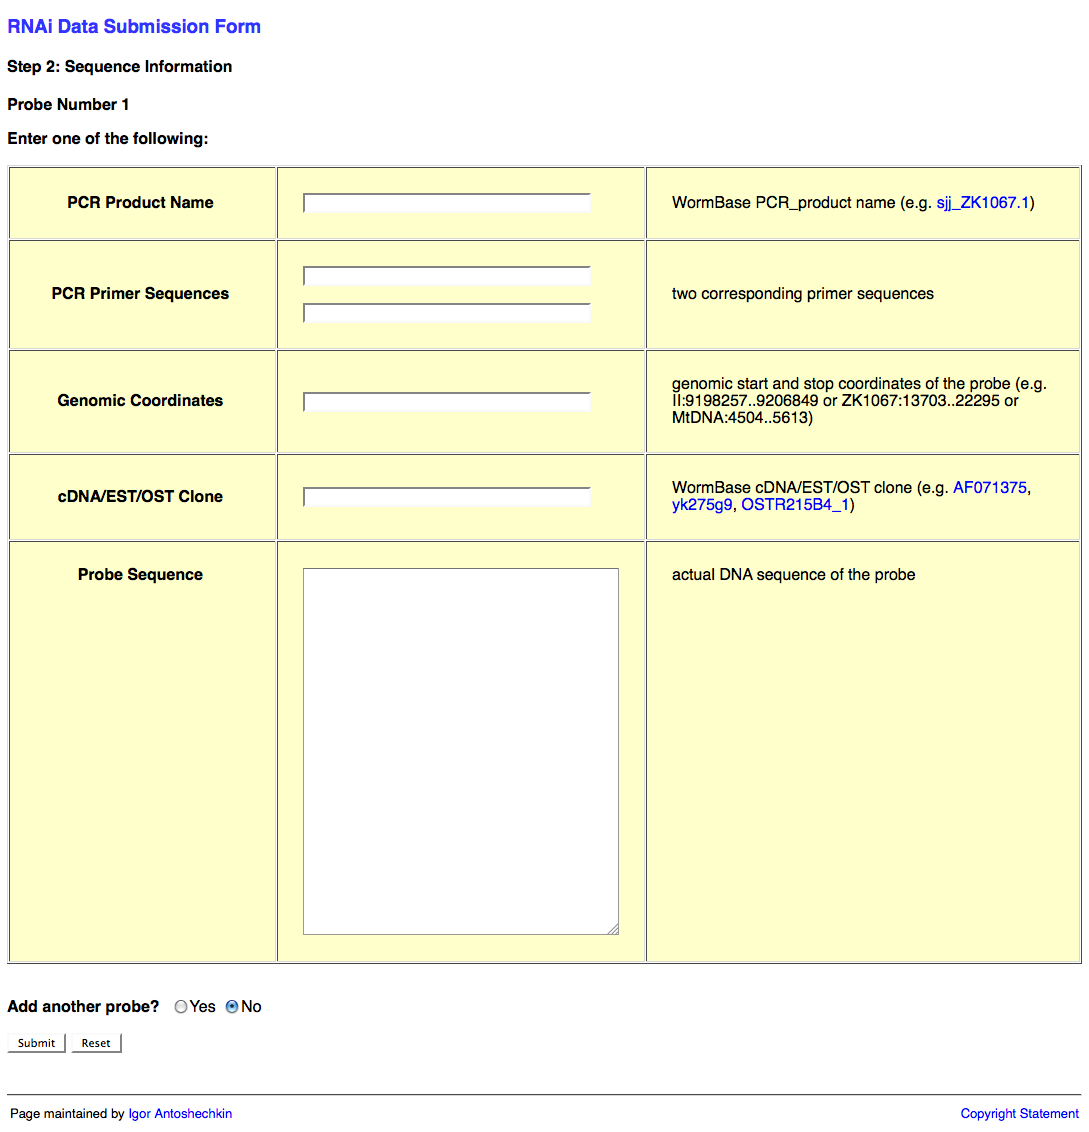 RNAi Data Submission Form
Step 2: Sequence Information
Probe Number 1
Enter one of the following:
PCR Product Name
WormBase PCR_product name (e.g. sjj_ZK1067.1)
PCR Primer Sequences
two corresponding primer sequences
Genomic Coordinates
genomic start and stop coordinates of the probe (e.g.
II:9198257..9206849 or ZK1067:13703..22295 or
MtDNA:4504..5613)
cDNA/EST/OST Clone
WormBase cDNA/EST/OST clone (e.g. AF071375,
yk275g9, OSTR215B4_1)
Probe Sequence
actual DNA sequence of the probe
Add another probe? Yes No
Submit Reset
Page maintained by Igor Antoshechkin
Copyright Statement